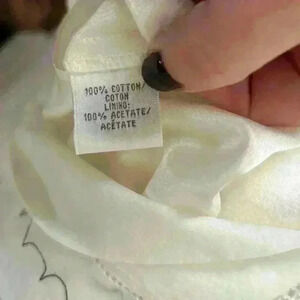 100% COTTON/
COTON
LINING:
100% ACETATE/
ACÉTATE